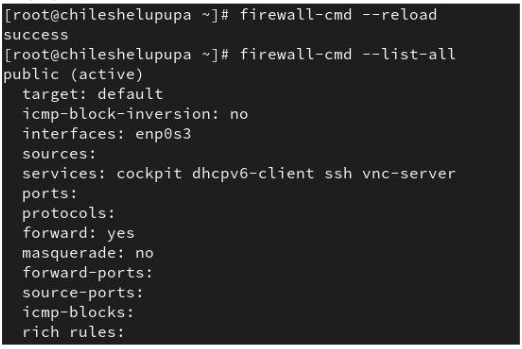 [root@chileshelupupa ~]# firewall-cmd --reload
success
[root@chileshelupupa ~]# firewall-cmd --list-all
public (active)
  target: default
  icmp-block-inversion: no
  interfaces: enp0s3
  sources:
  services: cockpit dhcpv6-client ssh vnc-server
  ports:
  protocols:
  forward: yes
  masquerade: no
  forward-ports:
  source-ports:
  icmp-blocks:
  rich rules: